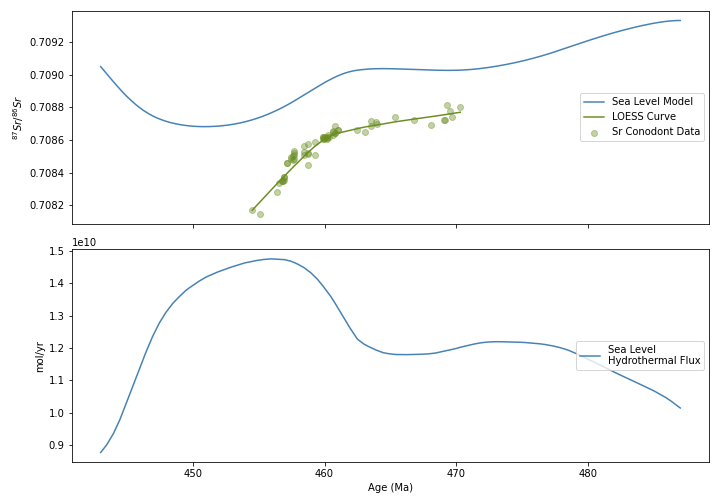 0.7092
0.7090
0.7088
0.7086
0.7084
0.7082
⁸⁷Sr/⁸⁶Sr
Sea Level Model
LOESS Curve
Sr Conodont Data
1e10
1.5
1.4
1.3
1.2
1.1
1.0
0.9
mol/yr
Sea Level
Hydrothermal Flux
450
460
470
480
Age (Ma)